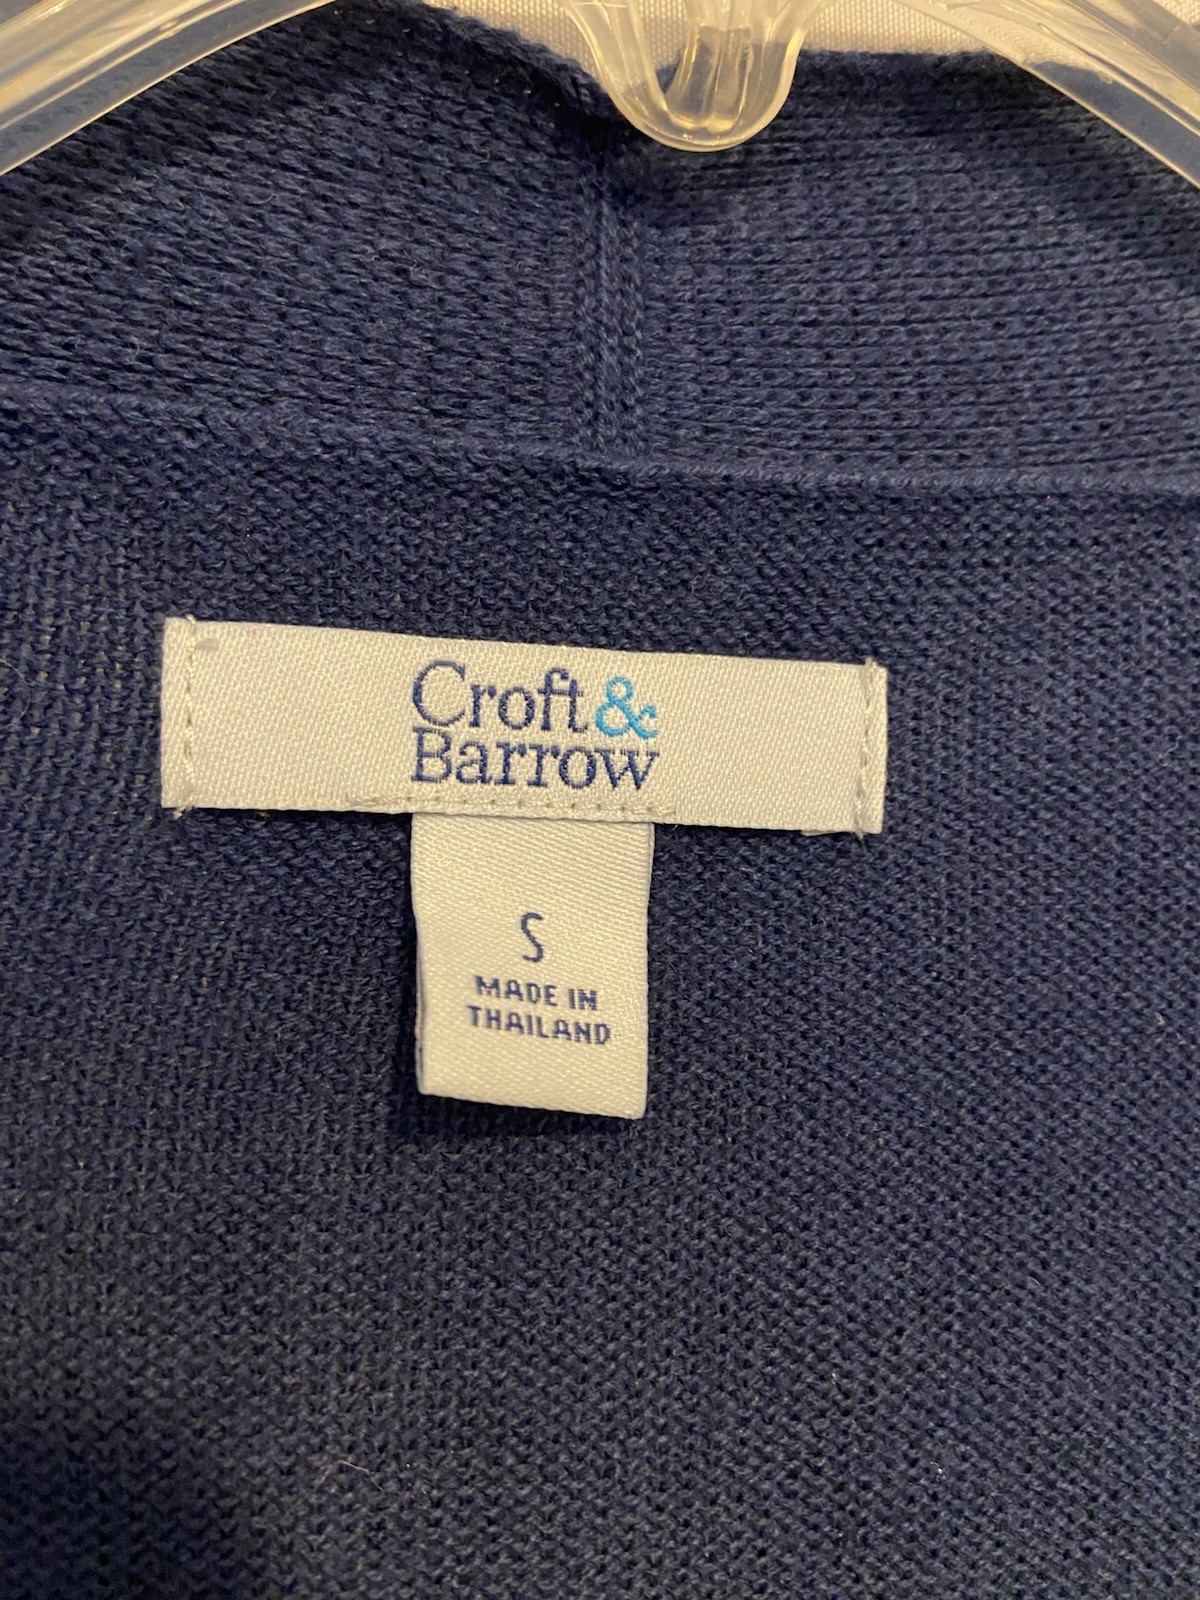 Croft&
Barrow
S
MADE IN
THAILAND